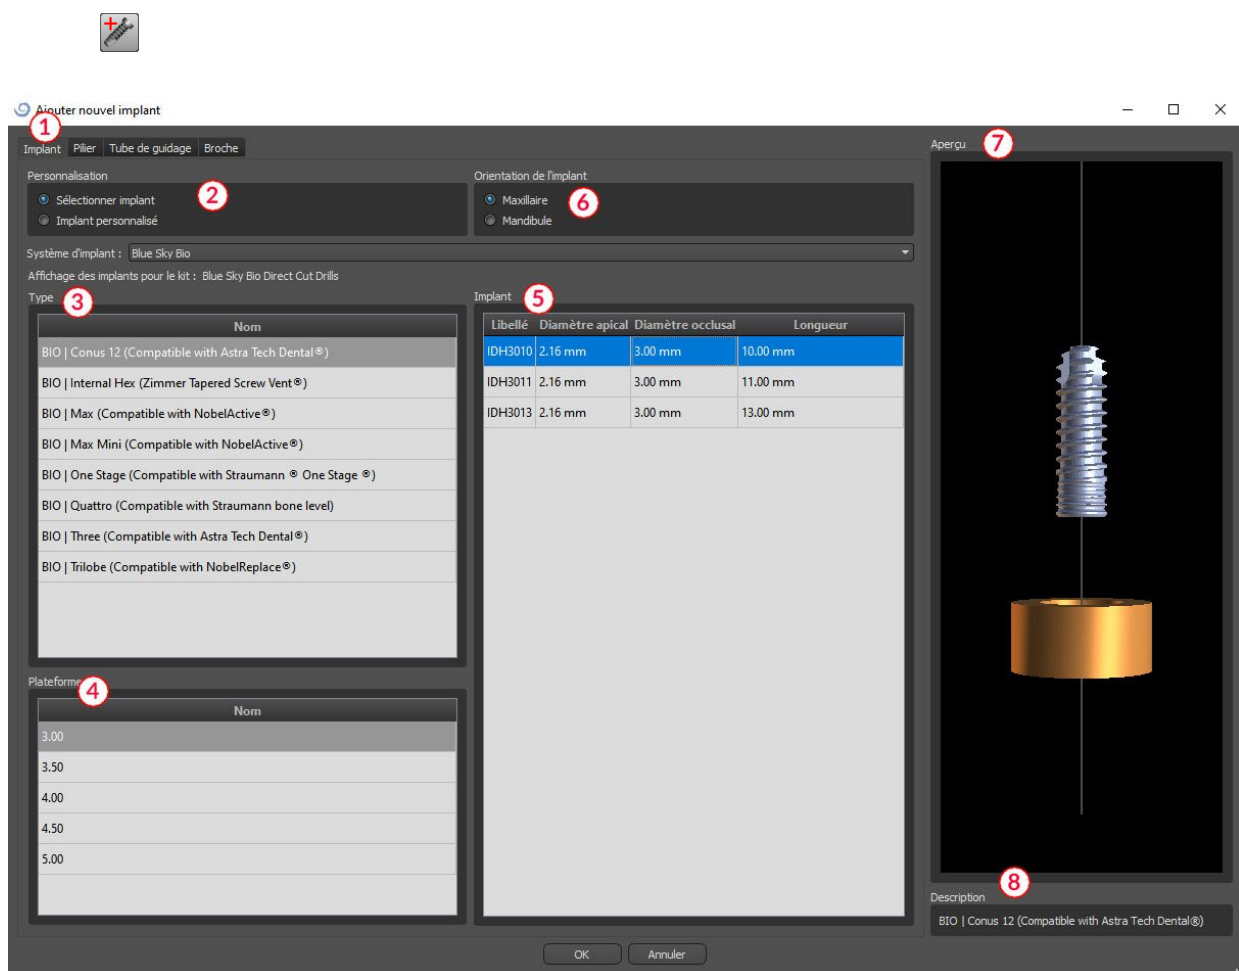 Ajouter nouvel implant
1
Implant Pilier Tube de guidage Broche
Personnalisation
2
Sélectionner implant
Implant personnalisé
Orientation de l'implant
6
Maxillaire
Mandibule
Système d'implant : Blue Sky Bio
Affichage des implants pour le kit : Blue Sky Bio Direct Cut Drills
Type
3
Nom
BIO | Conus 12 (Compatible with Astra Tech Dental®)
BIO | Internal Hex (Zimmer Tapered Screw Vent®)
BIO | Max (Compatible with NobelActive®)
BIO | Max Mini (Compatible with NobelActive®)
BIO | One Stage (Compatible with Straumann ® One Stage ®)
BIO | Quattro (Compatible with Straumann bone level)
BIO | Three (Compatible with Astra Tech Dental®)
BIO | Trilobe (Compatible with NobelReplace®)
Plateforme
4
Nom
3.00
3.50
4.00
4.50
5.00
Implant
5
Libellé Diamètre apical Diamètre occlusal Longueur
IDH3010 2.16 mm 3.00 mm 10.00 mm
IDH3011 2.16 mm 3.00 mm 11.00 mm
IDH3013 2.16 mm 3.00 mm 13.00 mm
Aperçu
7
8
Description
BIO | Conus 12 (Compatible with Astra Tech Dental®)
OK Annuler